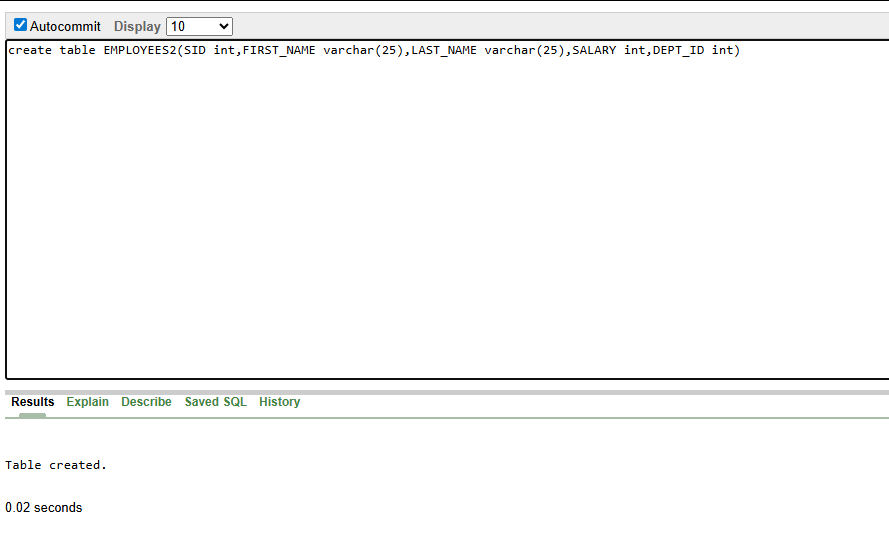 Autocommit Display 10
create table EMPLOYEES2(SID int,FIRST_NAME varchar(25),LAST_NAME varchar(25),SALARY int,DEPT_ID int)
Results Explain Describe Saved SQL History
Table created.
0.02 seconds